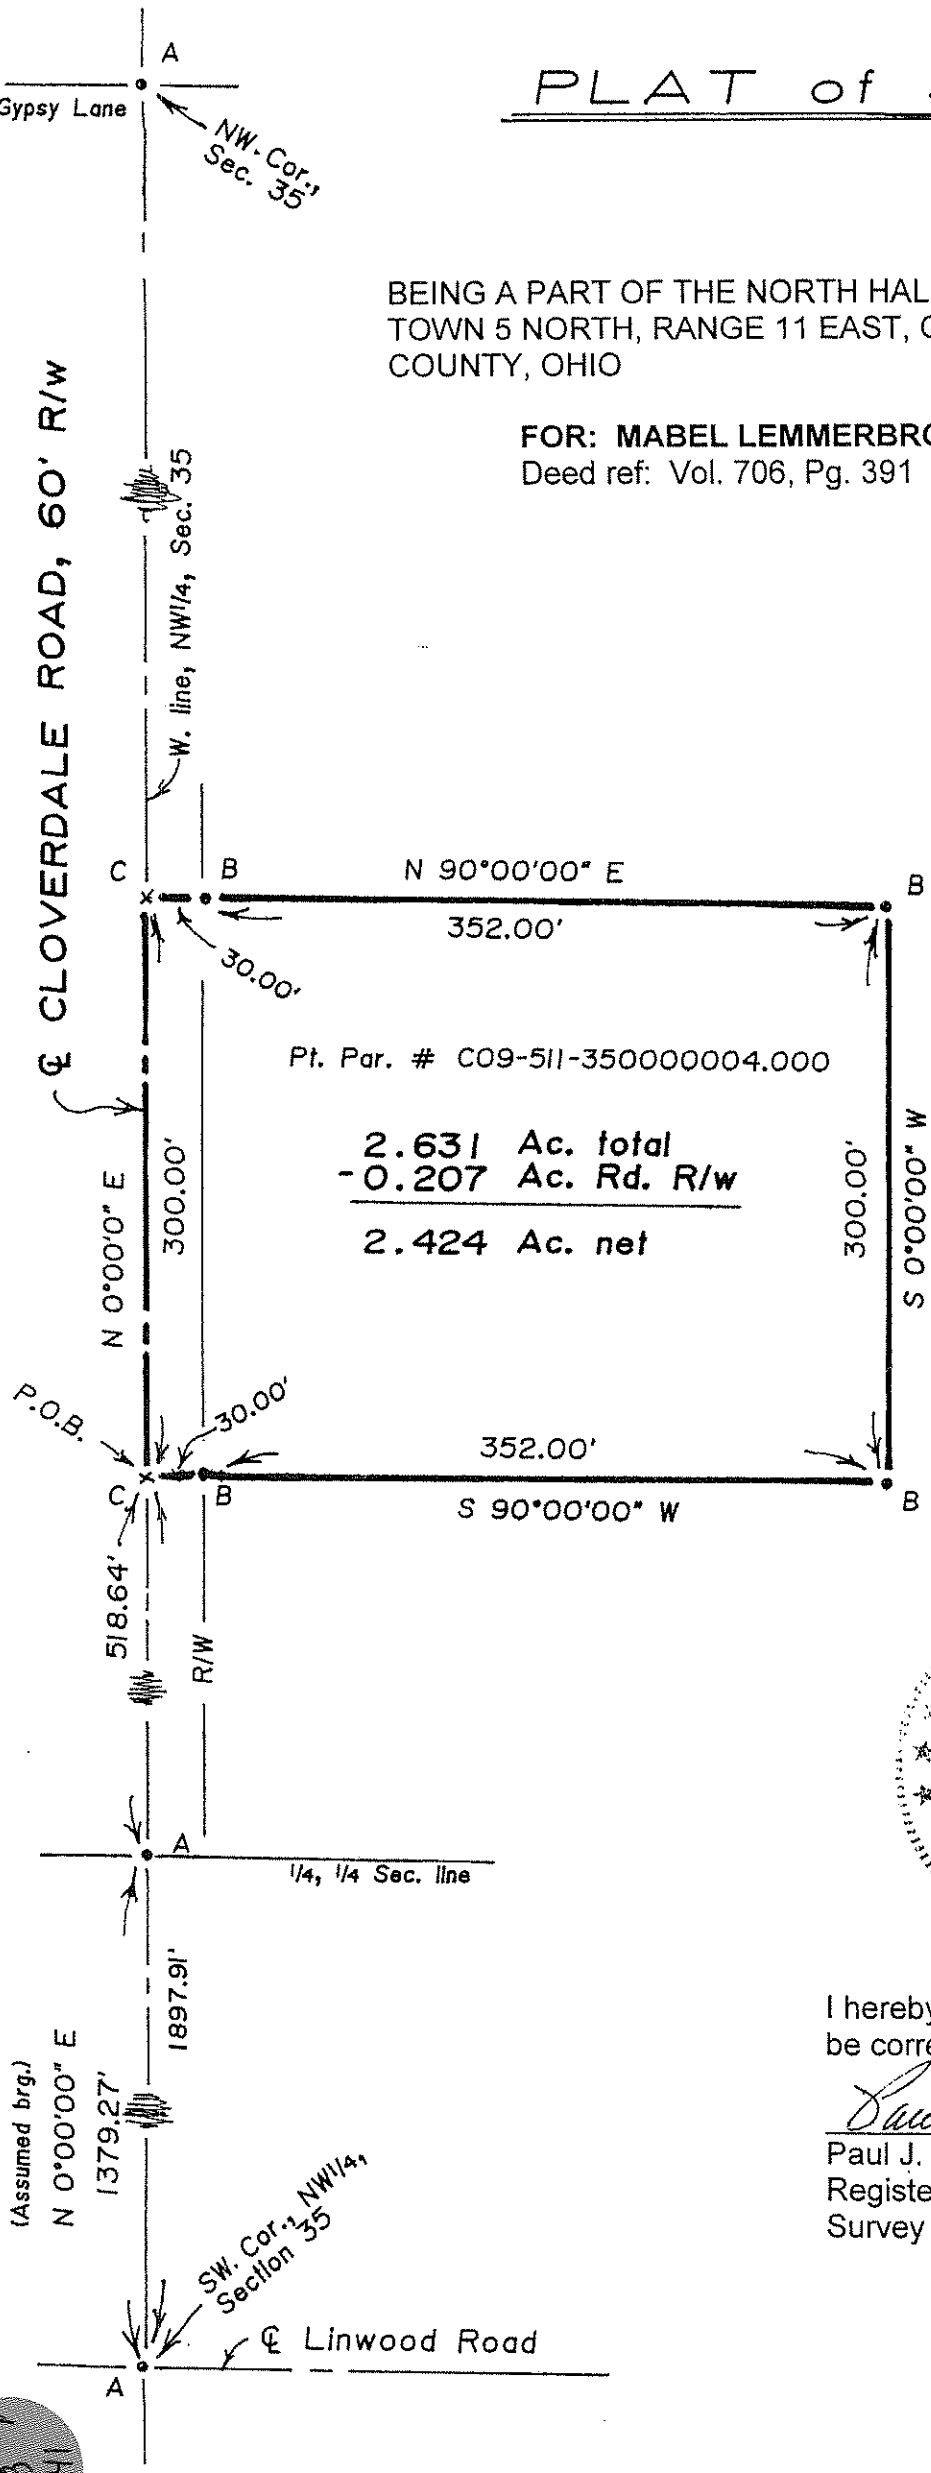 A
Gypsy Lane
NW. Cor.,
Sec. 35
PLAT of
BEING A PART OF THE NORTH HAL
TOWN 5 NORTH, RANGE 11 EAST,
COUNTY, OHIO
FOR: MABEL LEMMERBRO
Deed ref: Vol. 706, Pg. 391
℄ CLOVERDALE ROAD, 60' R/w
W. line, NW1/4, Sec. 35
C
B
N 90°00'00" E
B
352.00'
30.00'
Pt. Par. # C09-511-350000004.000
2.631 Ac. total
-0.207 Ac. Rd. R/w
2.424 Ac. net
N 0°00'0" E
300.00'
300.00'
S 0°0'00" W
P.O.B.
30.00'
352.00'
C
B
S 90°00'00" W
B
518.64'
R/W
A
1/4, 1/4 Sec. line
1897.91'
(Assumed brg.)
N 0°00'00" E
1379.27'
I hereby
be corre
Paul J.
Registe
Survey
SW. Cor., NW1/4,
Section 35
℄ Linwood Road
A